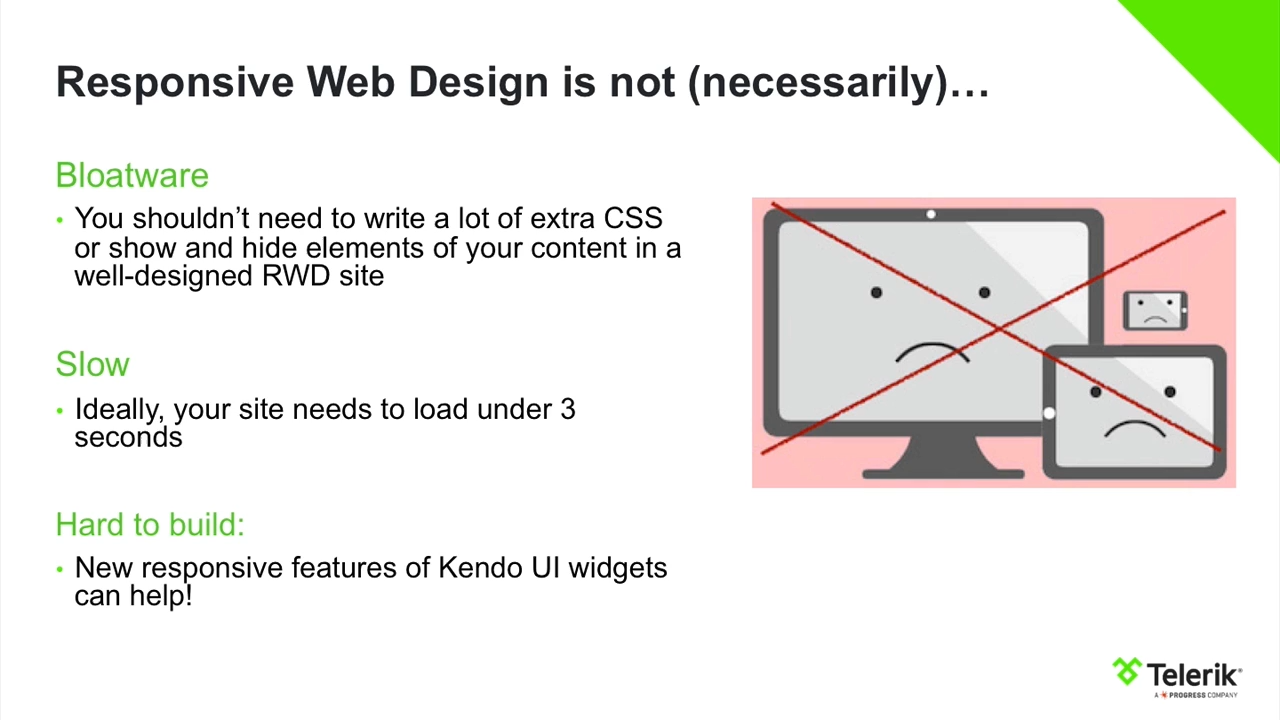 Responsive Web Design is not (necessarily)…
Bloatware
• You shouldn’t need to write a lot of extra CSS
or show and hide elements of your content in a
well-designed RWD site
Slow
• Ideally, your site needs to load under 3
seconds
Hard to build:
• New responsive features of Kendo UI widgets
can help!
Telerik
A PROGRESS COMPANY